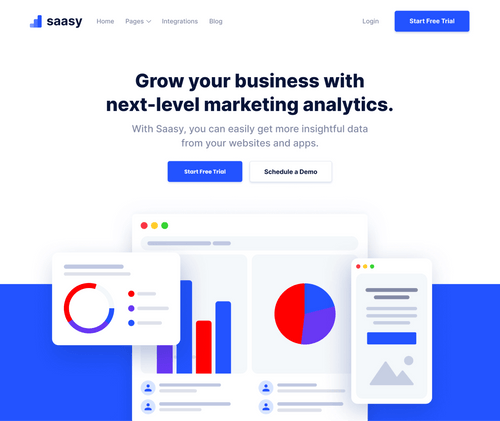 saasy
Home
Pages
Integrations
Blog
Login
Start Free Trial
Grow your business with
next-level marketing analytics.
With Saasy, you can easily get more insightful data
from your websites and apps.
Start Free Trial
Schedule a Demo